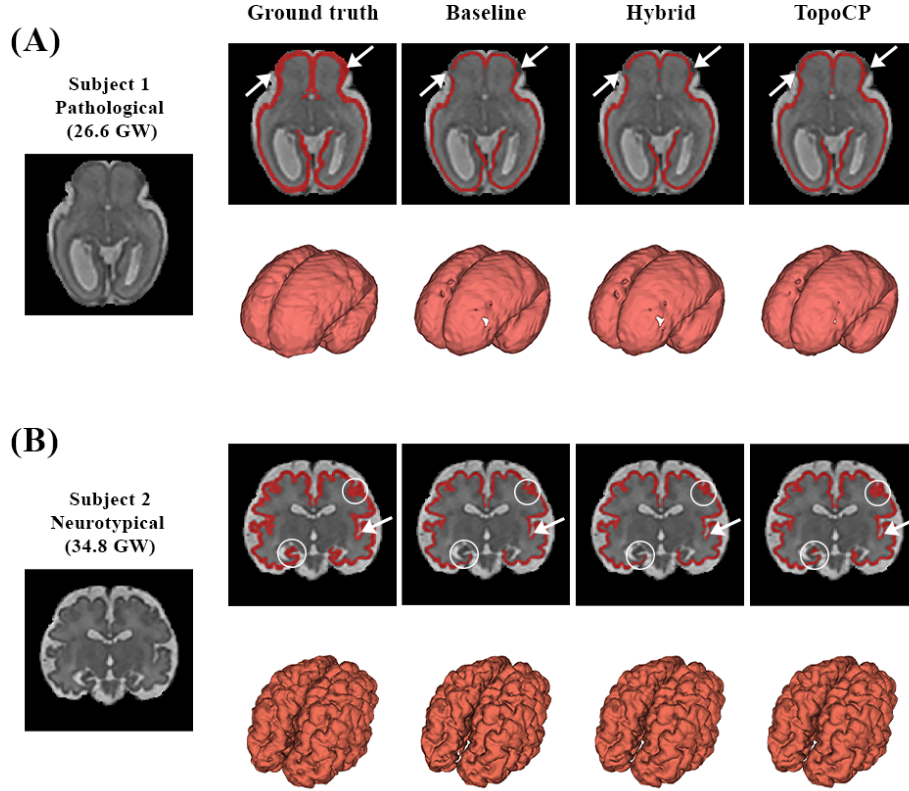 Ground truth Baseline Hybrid TopoCP
(A)
Subject 1
Pathological
(26.6 GW)
(B)
Subject 2
Neurotypical
(34.8 GW)